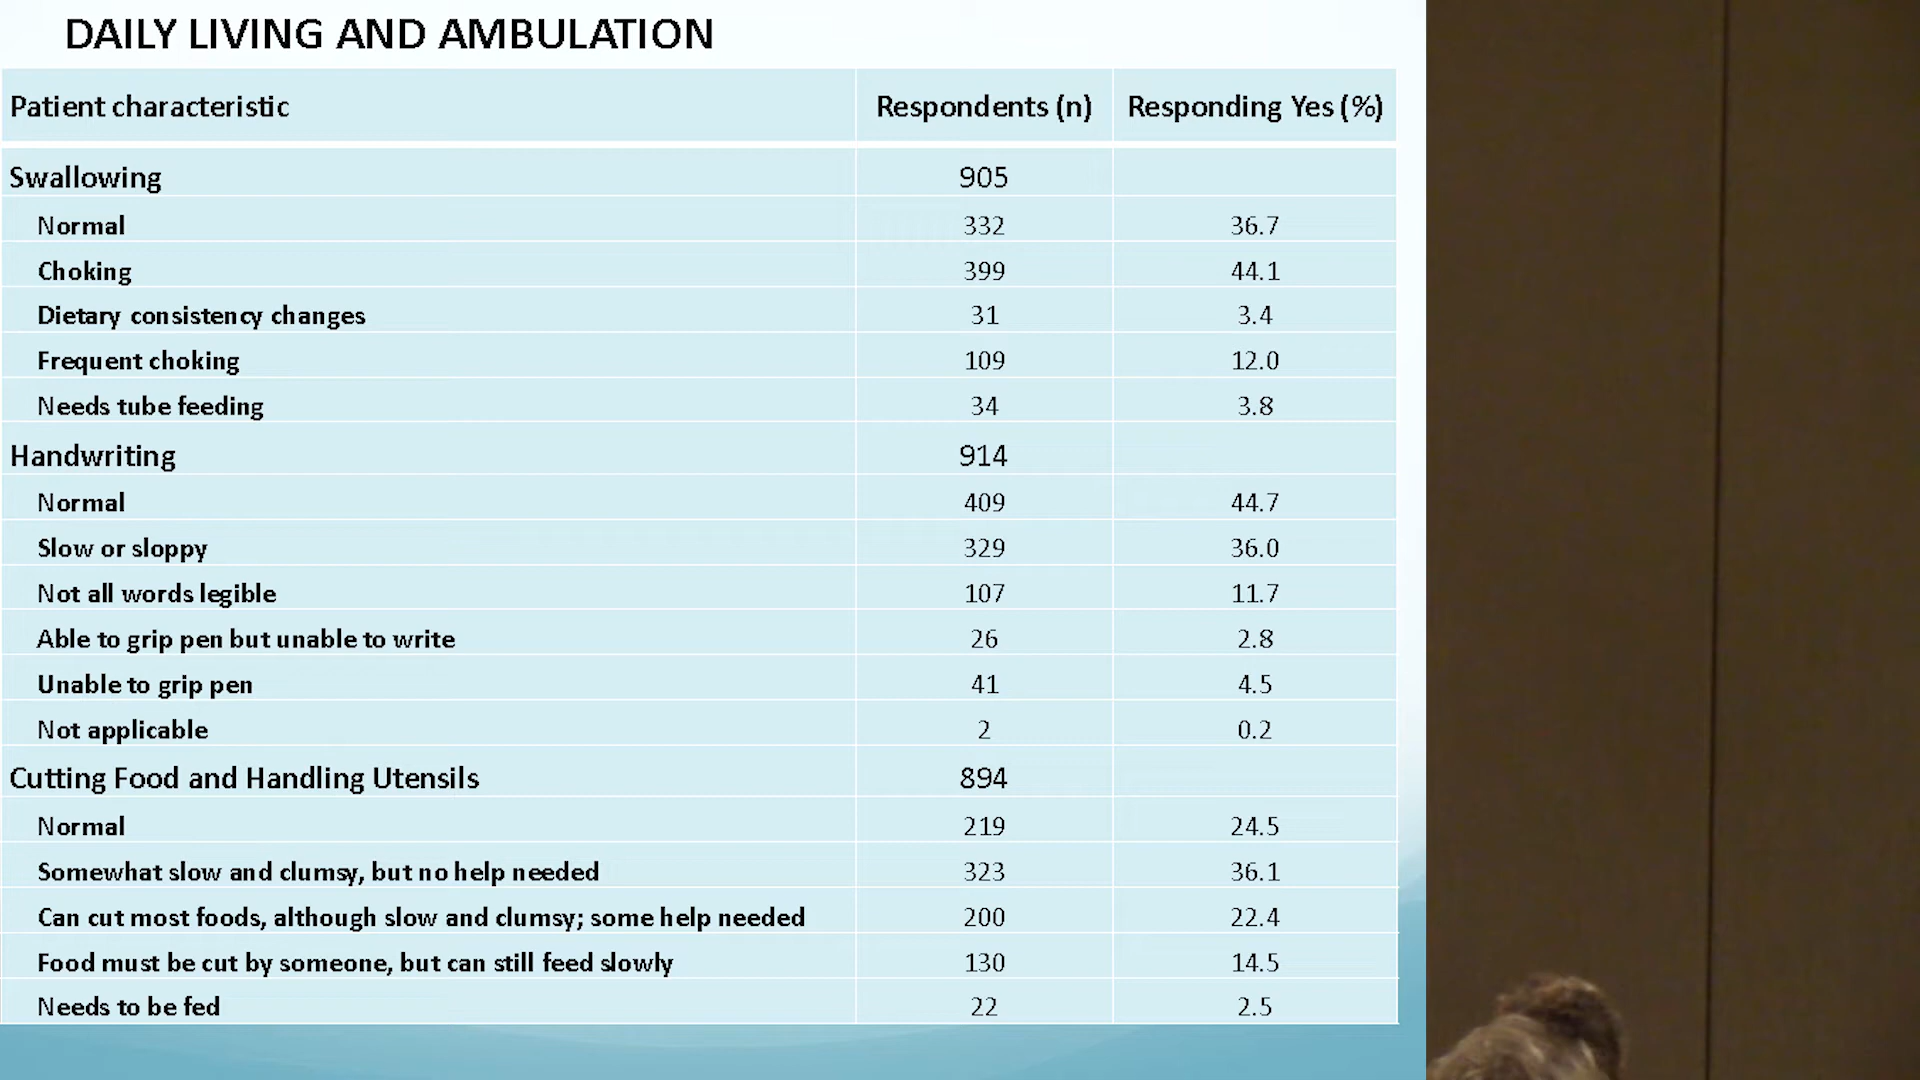 DAILY LIVING AND AMBULATION
Patient characteristic Respondents (n) Responding Yes (%)
Swallowing 905
Normal 332 36.7
Choking 399 44.1
Dietary consistency changes 31 3.4
Frequent choking 109 12.0
Needs tube feeding 34 3.8
Handwriting 914
Normal 409 44.7
Slow or sloppy 329 36.0
Not all words legible 107 11.7
Able to grip pen but unable to write 26 2.8
Unable to grip pen 41 4.5
Not applicable 2 0.2
Cutting Food and Handling Utensils 894
Normal 219 24.5
Somewhat slow and clumsy, but no help needed 323 36.1
Can cut most foods, although slow and clumsy; some help needed 200 22.4
Food must be cut by someone, but can still feed slowly 130 14.5
Needs to be fed 22 2.5